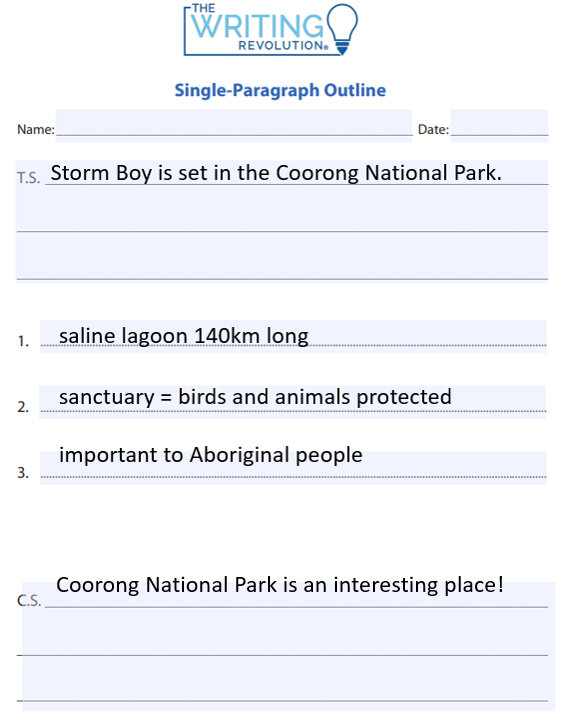 THE
WRITING
REVOLUTION®
Single-Paragraph Outline
Name: Date:
T.S. Storm Boy is set in the Coorong National Park.
1. saline lagoon 140km long
2. sanctuary = birds and animals protected
3. important to Aboriginal people
C.S. Coorong National Park is an interesting place!